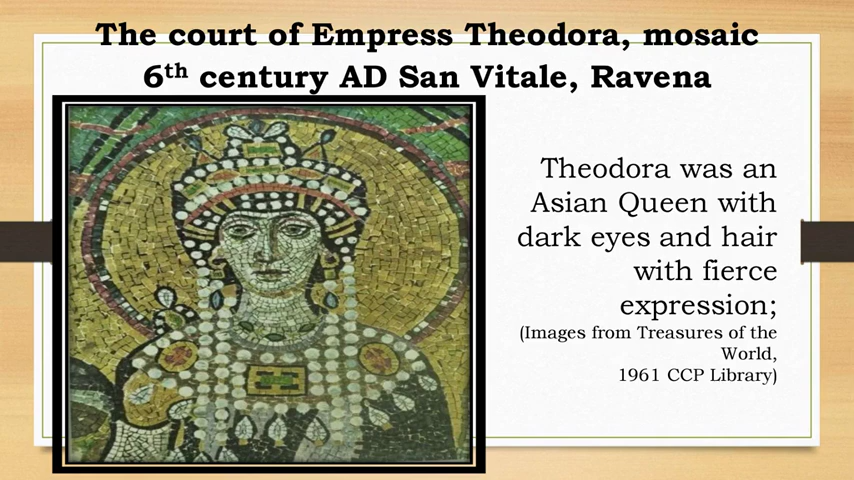 The court of Empress Theodora, mosaic
6th century AD San Vitale, Ravena
Theodora was an
Asian Queen with
dark eyes and hair
with fierce
expression;
(Images from Treasures of the
World,
1961 CCP Library)